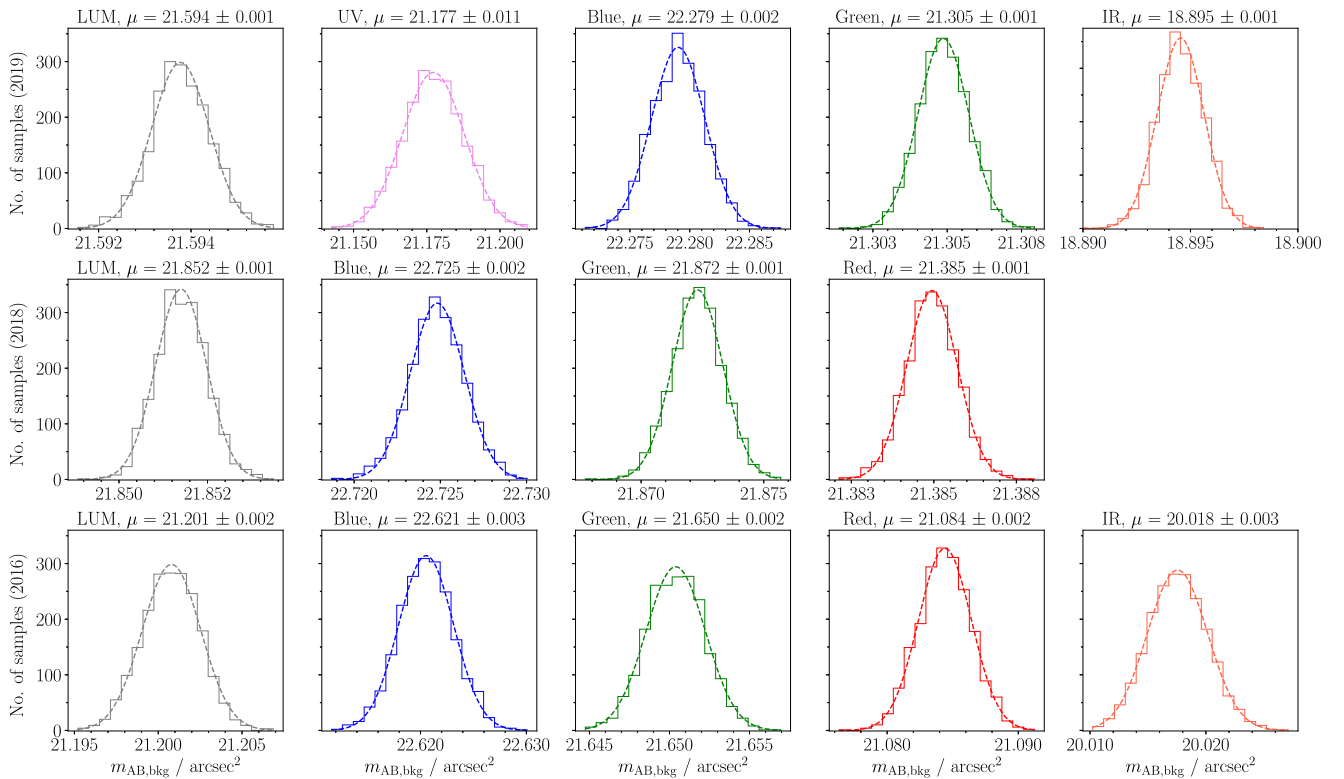 LUM, μ = 21.594 ± 0.001
UV, μ = 21.177 ± 0.011
Blue, μ = 22.279 ± 0.002
Green, μ = 21.305 ± 0.001
IR, μ = 18.895 ± 0.001
No. of samples (2019)
300
200
100
0
21.592 21.594
21.150 21.175 21.200
22.275 22.280 22.285
21.303 21.305 21.308
18.890 18.895 18.900
LUM, μ = 21.852 ± 0.001
Blue, μ = 22.725 ± 0.002
Green, μ = 21.872 ± 0.001
Red, μ = 21.385 ± 0.001
No. of samples (2018)
300
200
100
0
21.850 21.852
22.720 22.725 22.730
21.870 21.875
21.383 21.385 21.388
LUM, μ = 21.201 ± 0.002
Blue, μ = 22.621 ± 0.003
Green, μ = 21.650 ± 0.002
Red, μ = 21.084 ± 0.002
IR, μ = 20.018 ± 0.003
No. of samples (2016)
300
200
100
0
21.195 21.200 21.205
22.620 22.630
21.645 21.650 21.655
21.080 21.090
20.010 20.020
m_AB,bkg / arcsec²
m_AB,bkg / arcsec²
m_AB,bkg / arcsec²
m_AB,bkg / arcsec²
m_AB,bkg / arcsec²